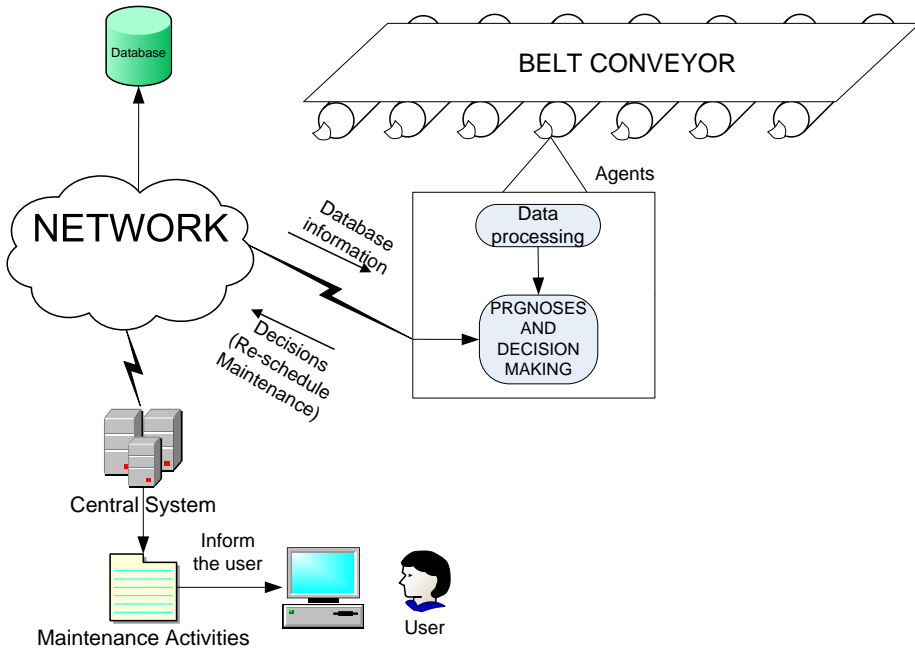 Database
BELT CONVEYOR
Agents
NETWORK
Database
information
Data
processing
Decisions
(Re-schedule
Maintenance)
PRGNOSES
AND
DECISION
MAKING
Central System
Inform
the user
Maintenance Activities
User